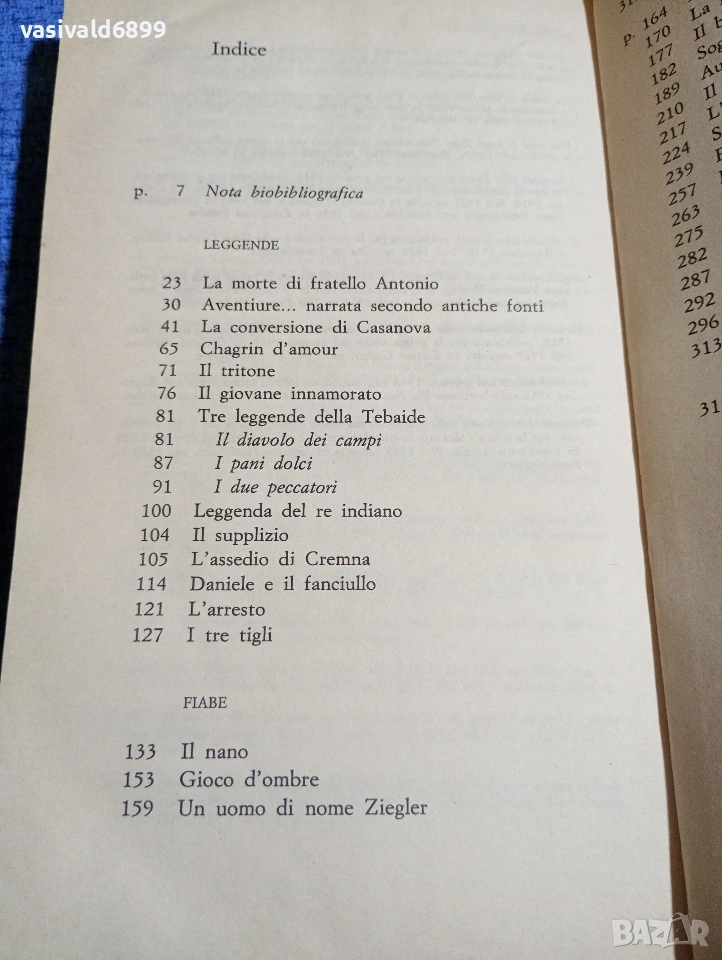 vasivald6899
Indice
p. 7 Nota biobibliografica
LEGGENDE
23 La morte di fratello Antonio
30 Aventiure... narrata secondo antiche fonti
41 La conversione di Casanova
65 Chagrin d'amour
71 Il tritone
76 Il giovane innamorato
81 Tre leggende della Tebaide
81 Il diavolo dei campi
87 I pani dolci
91 I due peccatori
100 Leggenda del re indiano
104 Il supplizio
105 L'assedio di Cremna
114 Daniele e il fanciullo
121 L'arresto
127 I tre tigli
FIABE
133 Il nano
153 Gioco d'ombre
159 Un uomo di nome Ziegler
p. 164 La
170 Il
177
182
189 Il
210 L'
217
224
239
257
263
275
282
287
292
296
313
BAZAR